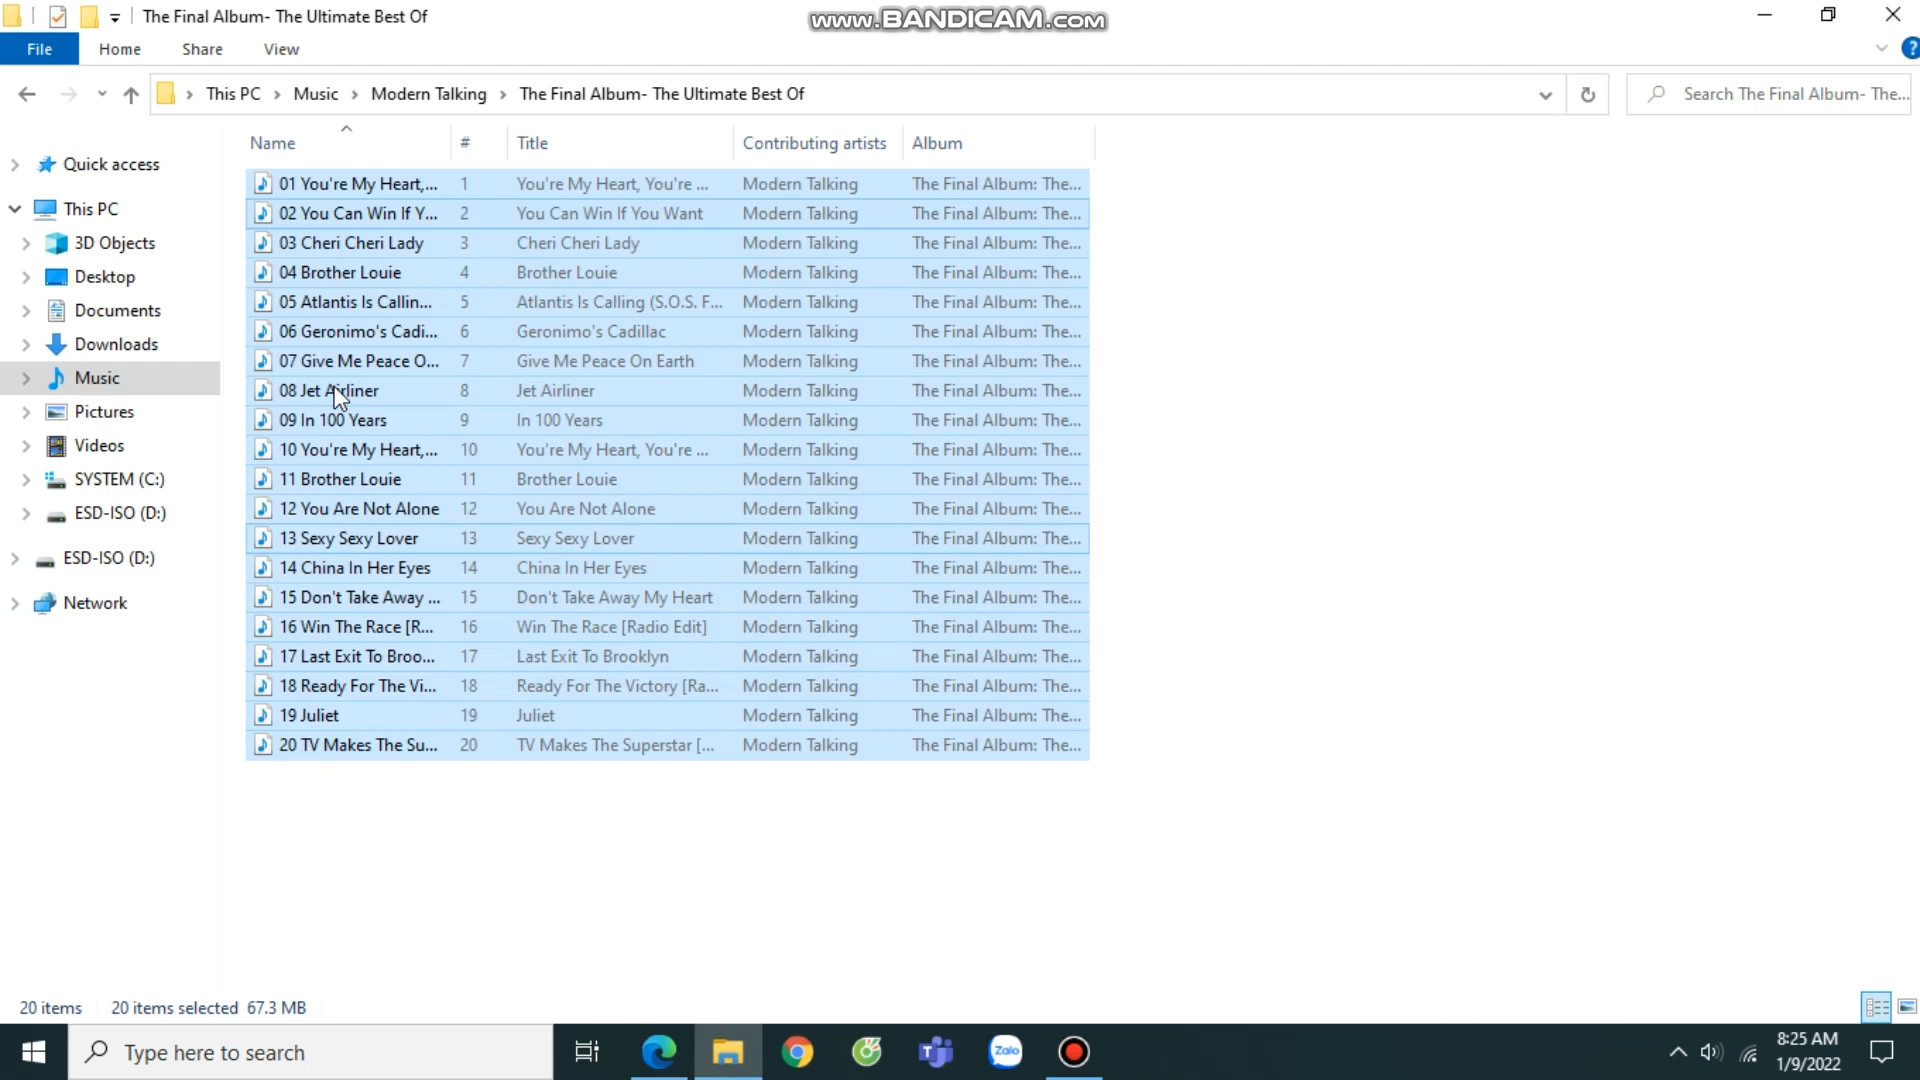 The Final Album- The Ultimate Best Of
www.BANDICAM.com
File Home Share View
This PC Music Modern Talking The Final Album- The Ultimate Best Of
Search The Final Album- The...
Name # Title Contributing artists Album
Quick access
This PC
3D Objects
Desktop
Documents
Downloads
Music
Pictures
Videos
SYSTEM (C:)
ESD-ISO (D:)
ESD-ISO (D:)
Network
01 You're My Heart,... 1 You're My Heart, You're ... Modern Talking The Final Album: The...
02 You Can Win If Y... 2 You Can Win If You Want Modern Talking The Final Album: The...
03 Cheri Cheri Lady 3 Cheri Cheri Lady Modern Talking The Final Album: The...
04 Brother Louie 4 Brother Louie Modern Talking The Final Album: The...
05 Atlantis Is Callin... 5 Atlantis Is Calling (S.O.S. F... Modern Talking The Final Album: The...
06 Geronimo's Cadi... 6 Geronimo's Cadillac Modern Talking The Final Album: The...
07 Give Me Peace O... 7 Give Me Peace On Earth Modern Talking The Final Album: The...
08 Jet Airliner 8 Jet Airliner Modern Talking The Final Album: The...
09 In 100 Years 9 In 100 Years Modern Talking The Final Album: The...
10 You're My Heart,... 10 You're My Heart, You're ... Modern Talking The Final Album: The...
11 Brother Louie 11 Brother Louie Modern Talking The Final Album: The...
12 You Are Not Alone 12 You Are Not Alone Modern Talking The Final Album: The...
13 Sexy Sexy Lover 13 Sexy Sexy Lover Modern Talking The Final Album: The...
14 China In Her Eyes 14 China In Her Eyes Modern Talking The Final Album: The...
15 Don't Take Away ... 15 Don't Take Away My Heart Modern Talking The Final Album: The...
16 Win The Race [R... 16 Win The Race [Radio Edit] Modern Talking The Final Album: The...
17 Last Exit To Broo... 17 Last Exit To Brooklyn Modern Talking The Final Album: The...
18 Ready For The Vi... 18 Ready For The Victory [Ra... Modern Talking The Final Album: The...
19 Juliet 19 Juliet Modern Talking The Final Album: The...
20 TV Makes The Su... 20 TV Makes The Superstar [... Modern Talking The Final Album: The...
20 items 20 items selected 67.3 MB
Type here to search
Zalo
8:25 AM
1/9/2022